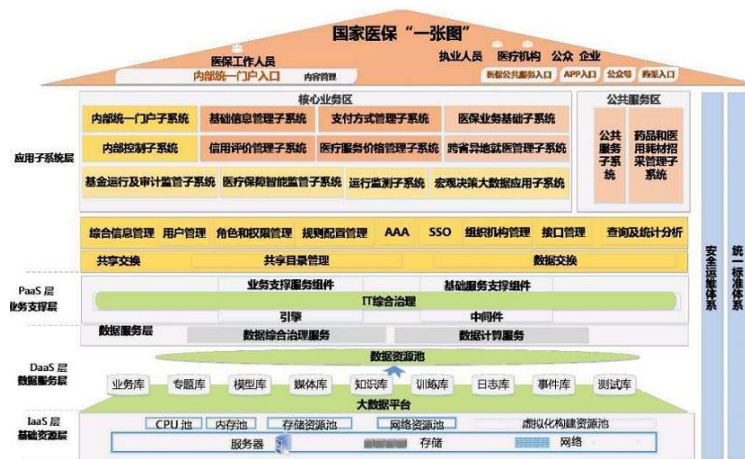 国家医保“一张图”
医保工作人员 执业人员 医疗机构 公众 企业
内部统一门户入口 内容管理 医保公共服务入口 APP入口 公众号 购采入口
核心业务区 公共服务区
应用子系统层
内部统一门户子系统 基础信息管理子系统 支付方式管理子系统 医保业务基础子系统
内部控制子系统 信用评价管理子系统 医疗服务价格管理子系统 跨省异地就医管理子系统
基金运行及审计监管子系统 医疗保障智能监管子系统 运行监测子系统 宏观决策大数据应用子系统
公共服务子系统
药品和医用耗材招采管理子系统
综合信息管理 用户管理 角色和权限管理 规则配置管理 AAA SSO 组织机构管理 接口管理 查询及统计分析
共享交换 共享目录管理 数据交换
PaaS 层
业务支撑层
业务支撑服务组件 基础服务支撑组件
IT综合治理
引擎 中间件
数据服务层 数据综合治理服务 数据计算服务
数据资源池
DaaS 层
数据服务层
业务库 专题库 模型库 媒体库 知识库 训练库 日志库 事件库 测试库
大数据平台
IaaS 层
基础资源层
CPU 池 内存池 存储资源池 网络资源池 虚拟化构建资源池
服务器 存储 网络
安全运维体系
统一标准体系